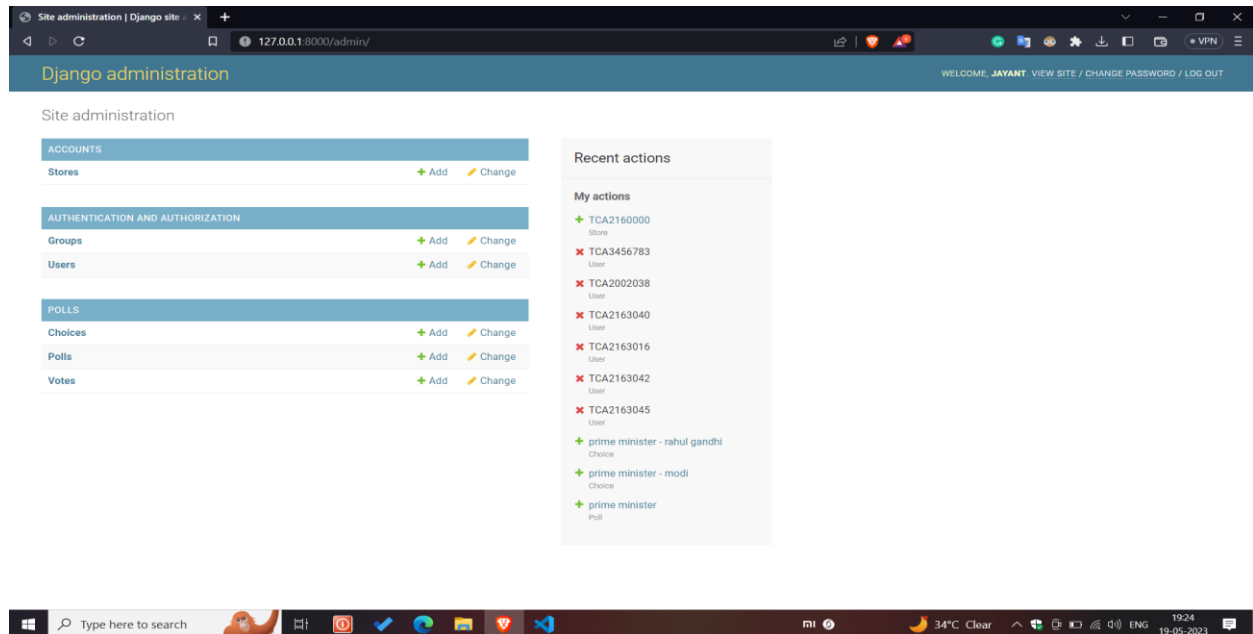 Site administration | Django site a
127.0.0.1:8000/admin/
VPN
Django administration
WELCOME, JAYANT. VIEW SITE / CHANGE PASSWORD / LOG OUT
Site administration
ACCOUNTS
Stores Add Change
AUTHENTICATION AND AUTHORIZATION
Groups Add Change
Users Add Change
POLLS
Choices Add Change
Polls Add Change
Votes Add Change
Recent actions
My actions
TCA2160000
Store
TCA3456783
User
TCA2002038
User
TCA2163040
User
TCA2163016
User
TCA2163042
User
TCA2163045
User
prime minister - rahul gandhi
Choice
prime minister - modi
Choice
prime minister
Poll
Type here to search
34°C Clear
ENG
19:24
19-05-2023